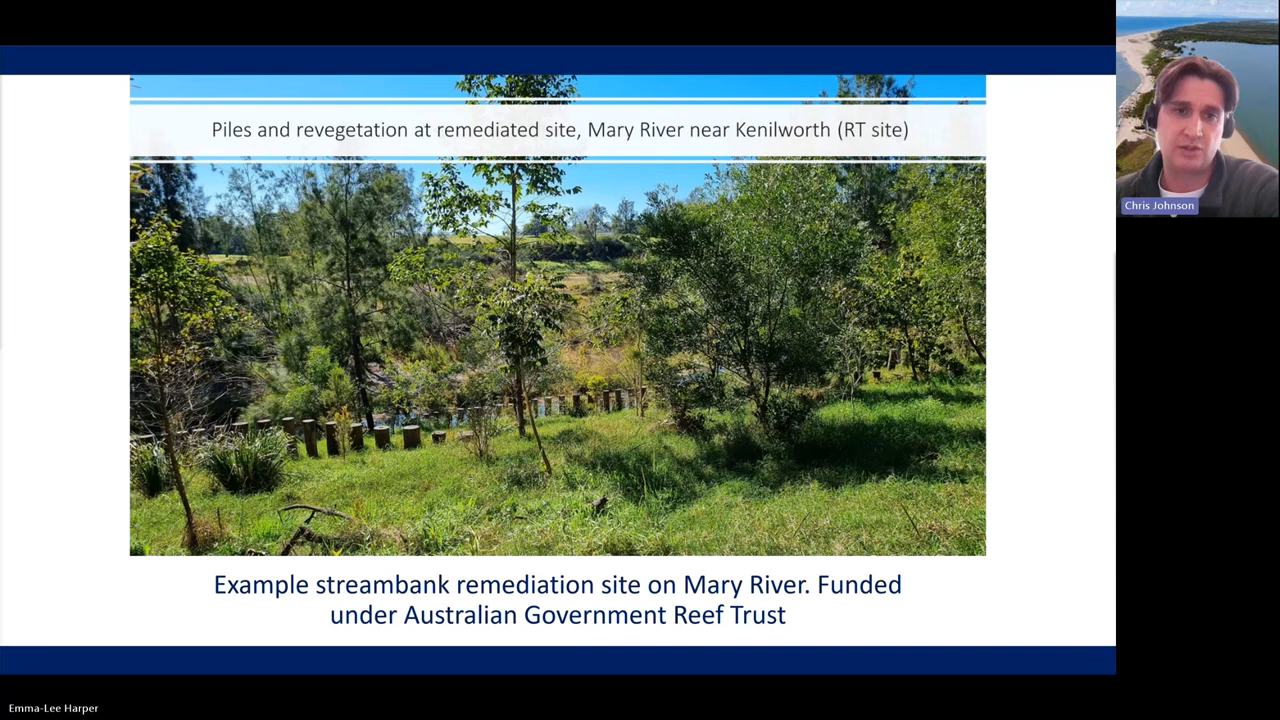 Piles and revegetation at remediated site, Mary River near Kenilworth (RT site)
Chris Johnson
Example streambank remediation site on Mary River. Funded
under Australian Government Reef Trust
Emma-Lee Harper